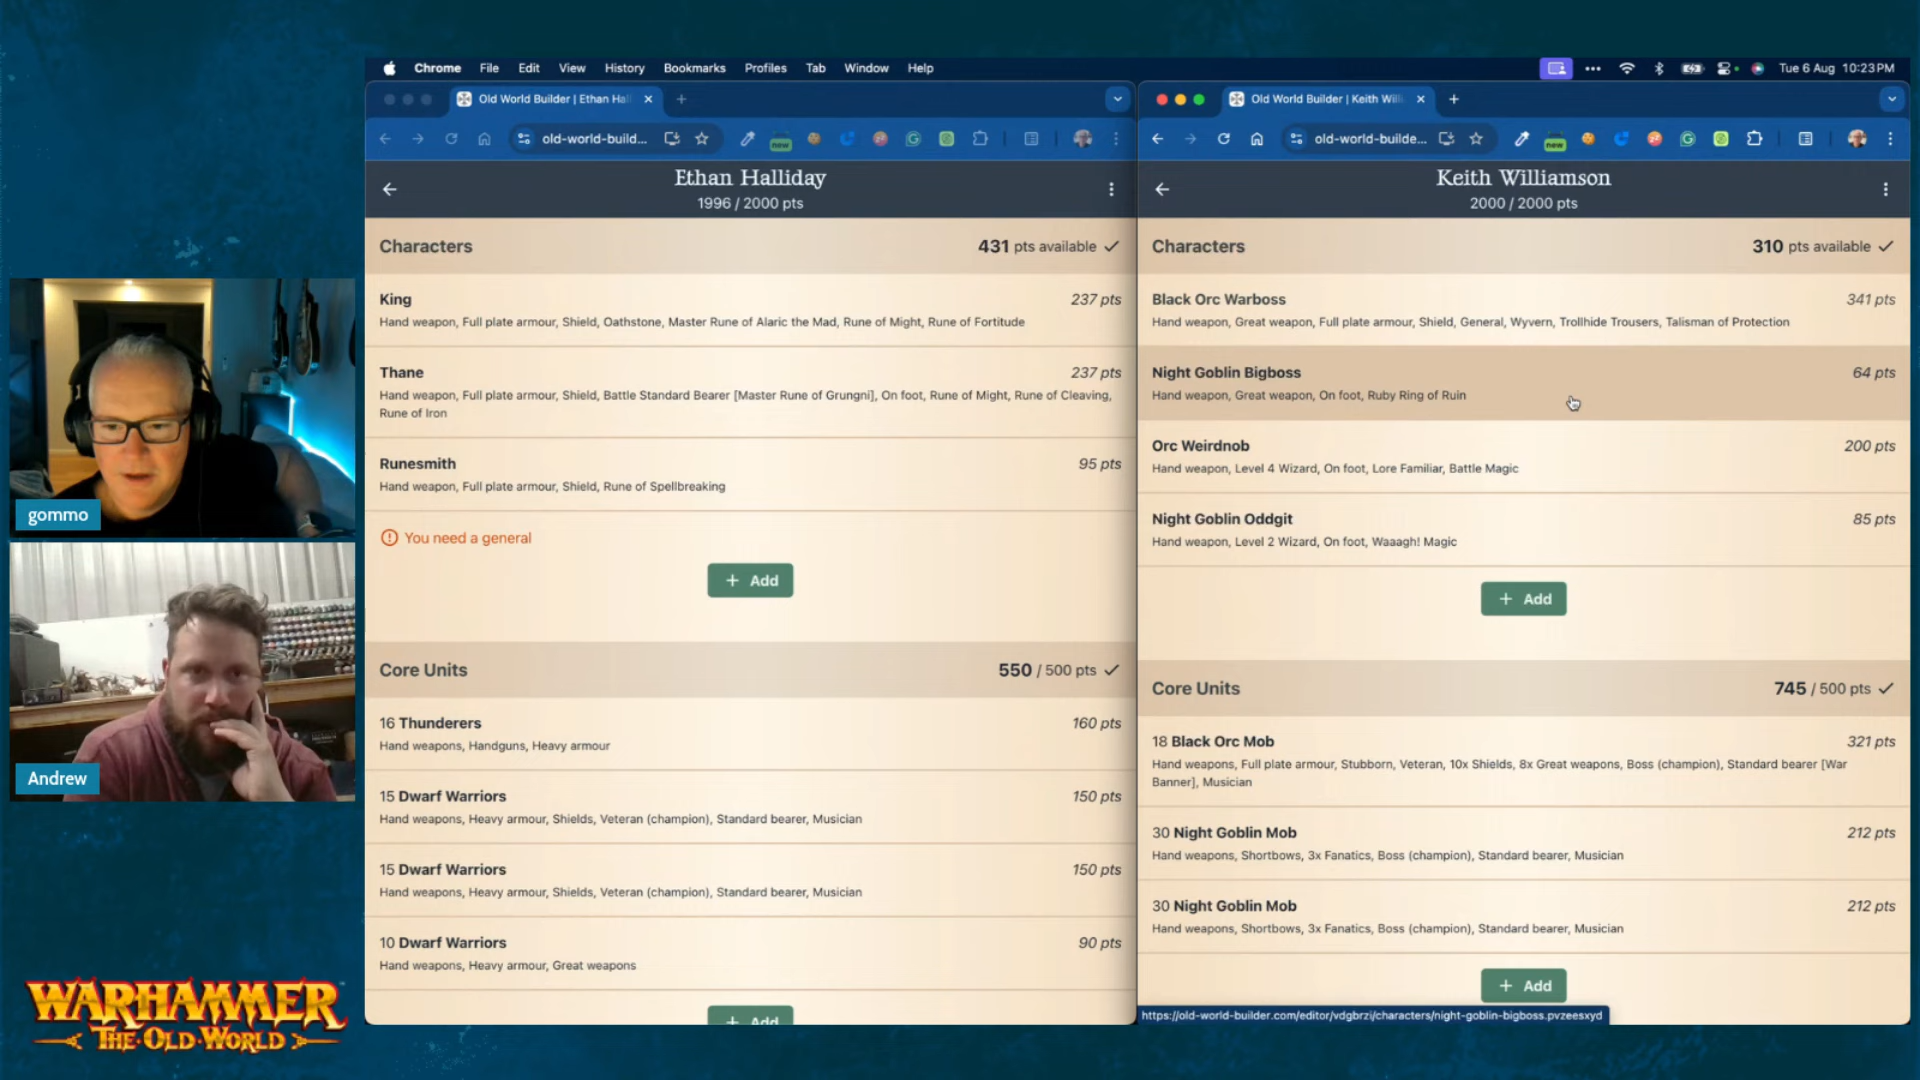 Chrome File Edit View History Bookmarks Profiles Tab Window Help
Tue 6 Aug 10:23PM
Old World Builder | Ethan Hal
old-world-build...
new
Ethan Halliday
1996 / 2000 pts
Characters
431 pts available
King
237 pts
Hand weapon, Full plate armour, Shield, Oathstone, Master Rune of Alaric the Mad, Rune of Might, Rune of Fortitude
Thane
237 pts
Hand weapon, Full plate armour, Shield, Battle Standard Bearer [Master Rune of Grungni], On foot, Rune of Might, Rune of Cleaving,
Rune of Iron
Runesmith
95 pts
Hand weapon, Full plate armour, Shield, Rune of Spellbreaking
You need a general
+ Add
Core Units
550 / 500 pts
16 Thunderers
160 pts
Hand weapons, Handguns, Heavy armour
15 Dwarf Warriors
150 pts
Hand weapons, Heavy armour, Shields, Veteran (champion), Standard bearer, Musician
15 Dwarf Warriors
150 pts
Hand weapons, Heavy armour, Shields, Veteran (champion), Standard bearer, Musician
10 Dwarf Warriors
90 pts
Hand weapons, Heavy armour, Great weapons
+ Add
Old World Builder | Keith Will
old-world-builde...
new
Keith Williamson
2000 / 2000 pts
Characters
310 pts available
Black Orc Warboss
341 pts
Hand weapon, Great weapon, Full plate armour, Shield, General, Wyvern, Trollhide Trousers, Talisman of Protection
Night Goblin Bigboss
64 pts
Hand weapon, Great weapon, On foot, Ruby Ring of Ruin
Orc Weirdnob
200 pts
Hand weapon, Level 4 Wizard, On foot, Lore Familiar, Battle Magic
Night Goblin Oddgit
85 pts
Hand weapon, Level 2 Wizard, On foot, Waaagh! Magic
+ Add
Core Units
745 / 500 pts
18 Black Orc Mob
321 pts
Hand weapons, Full plate armour, Stubborn, Veteran, 10x Shields, 8x Great weapons, Boss (champion), Standard bearer [War
Banner], Musician
30 Night Goblin Mob
212 pts
Hand weapons, Shortbows, 3x Fanatics, Boss (champion), Standard bearer, Musician
30 Night Goblin Mob
212 pts
Hand weapons, Shortbows, 3x Fanatics, Boss (champion), Standard bearer, Musician
+ Add
https://old-world-builder.com/editor/vdgbrzi/characters/night-goblin-bigboss.pvzeesxyd
gommo
Andrew
WARHAMMER
THE·OLD·WORLD